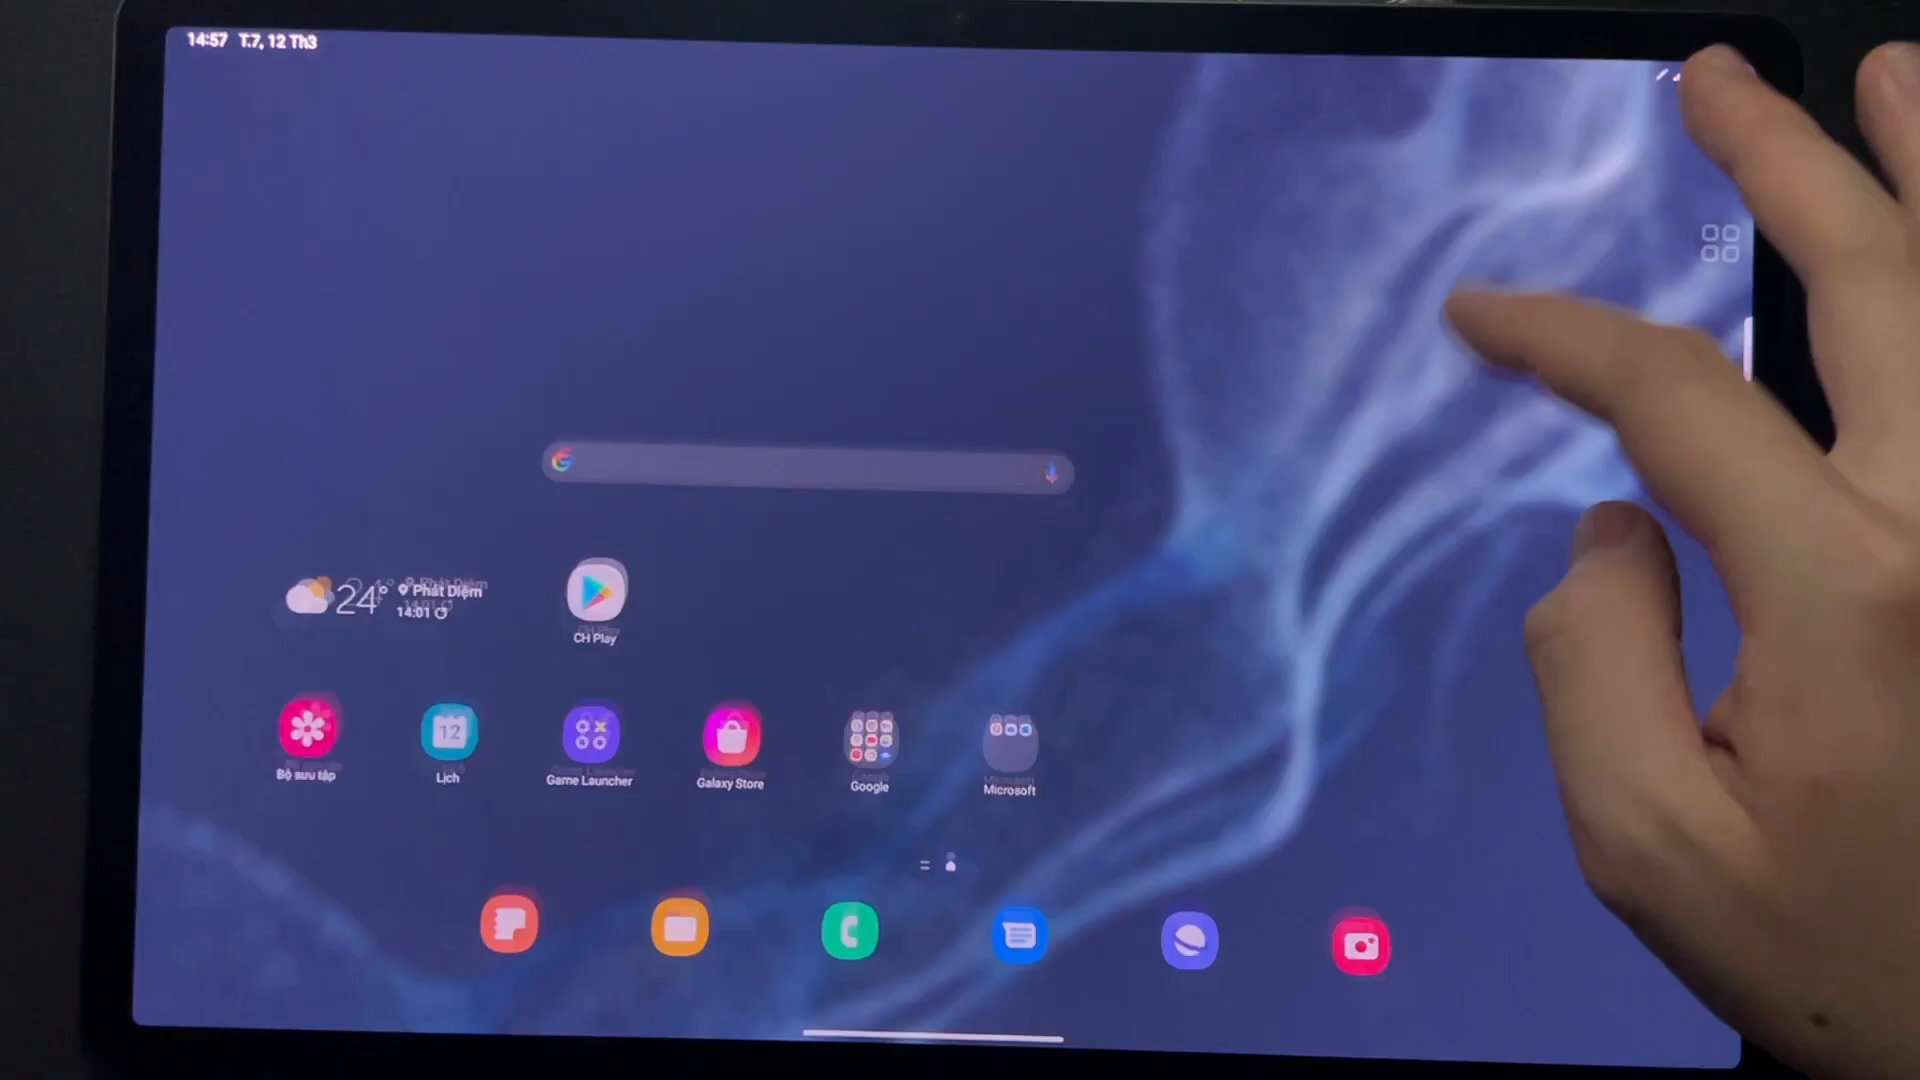 14:57 T.7, 12 Th3
24° Phát Diệm
14:01
CH Play
12
Bộ sưu tập
Lịch
Game Launcher
Galaxy Store
Google
Microsoft